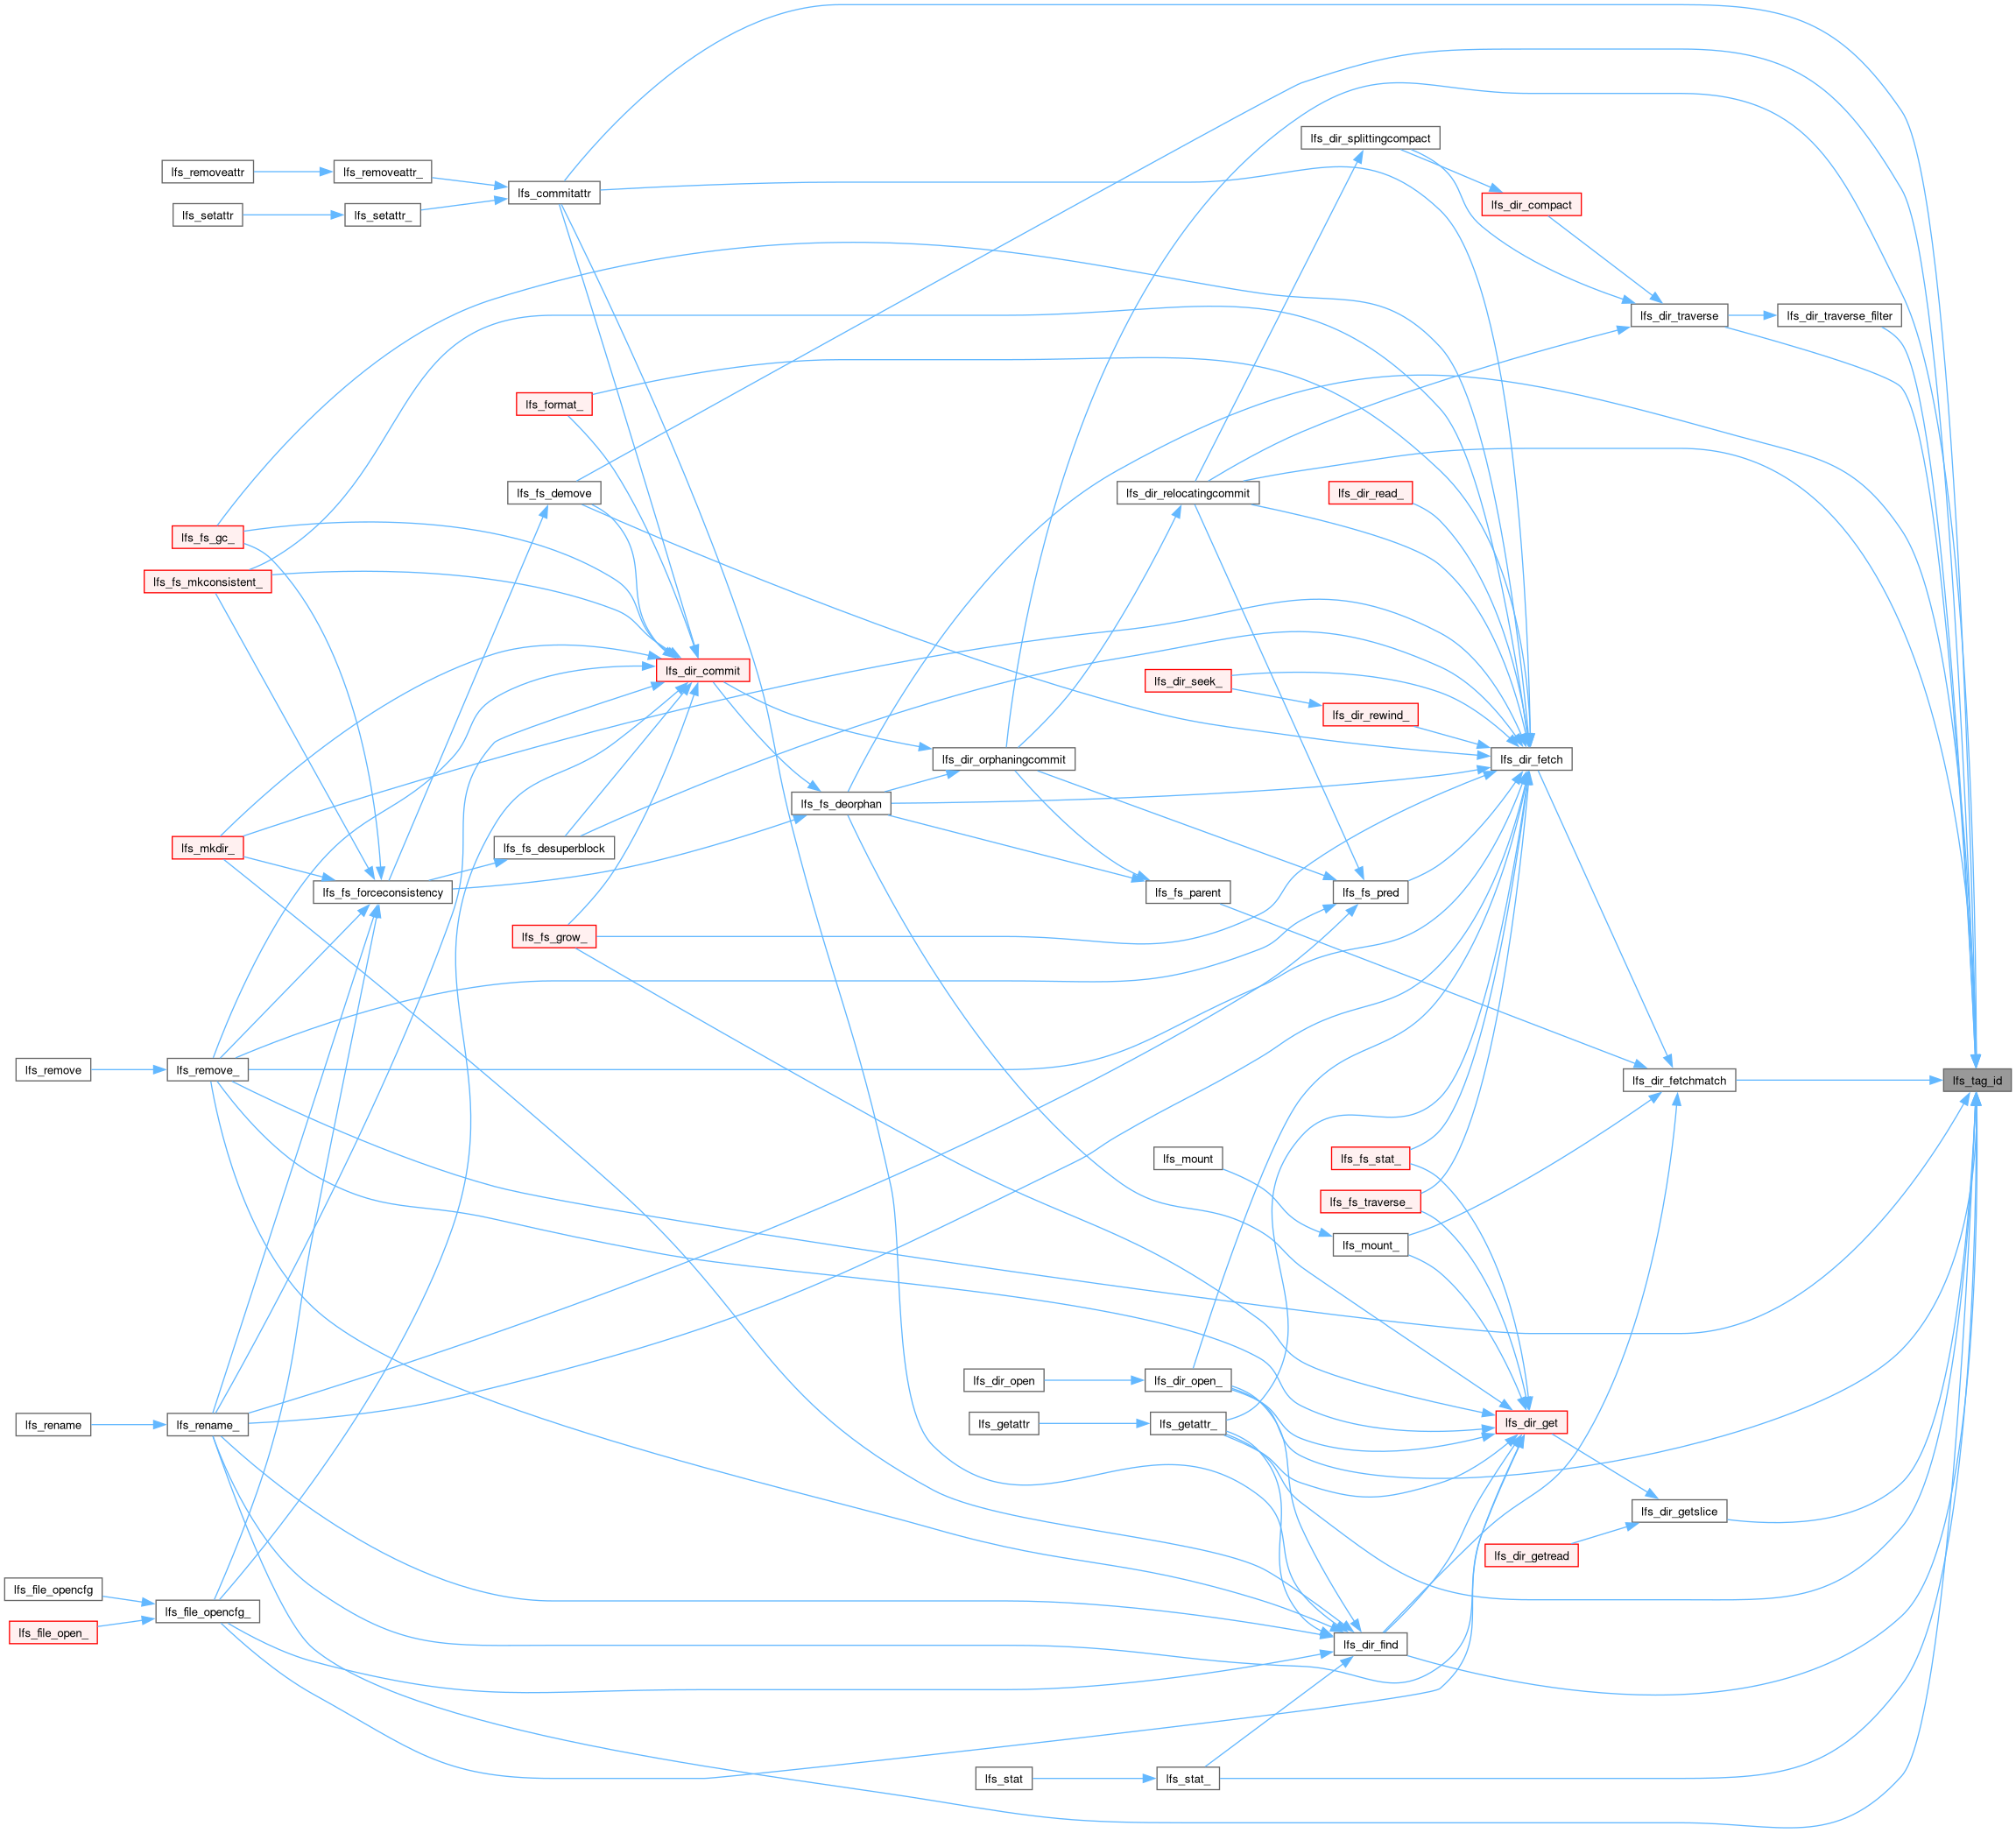 lfs_dir_splittingcompact
lfs_removeattr
lfs_removeattr_
lfs_commitattr
lfs_dir_compact
lfs_setattr
lfs_setattr_
lfs_dir_traverse
lfs_dir_traverse_filter
lfs_format_
lfs_fs_demove
lfs_dir_relocatingcommit
lfs_dir_read_
lfs_fs_gc_
lfs_fs_mkconsistent_
lfs_dir_commit
lfs_dir_seek_
lfs_dir_rewind_
lfs_dir_orphaningcommit
lfs_dir_fetch
lfs_fs_deorphan
lfs_mkdir_
lfs_fs_desuperblock
lfs_fs_forceconsistency
lfs_fs_parent
lfs_fs_pred
lfs_fs_grow_
lfs_remove
lfs_remove_
lfs_dir_fetchmatch
lfs_tag_id
lfs_mount
lfs_fs_stat_
lfs_fs_traverse_
lfs_mount_
lfs_dir_open
lfs_dir_open_
lfs_rename
lfs_rename_
lfs_getattr
lfs_getattr_
lfs_dir_get
lfs_dir_getslice
lfs_dir_getread
lfs_file_opencfg
lfs_file_opencfg_
lfs_file_open_
lfs_dir_find
lfs_stat
lfs_stat_